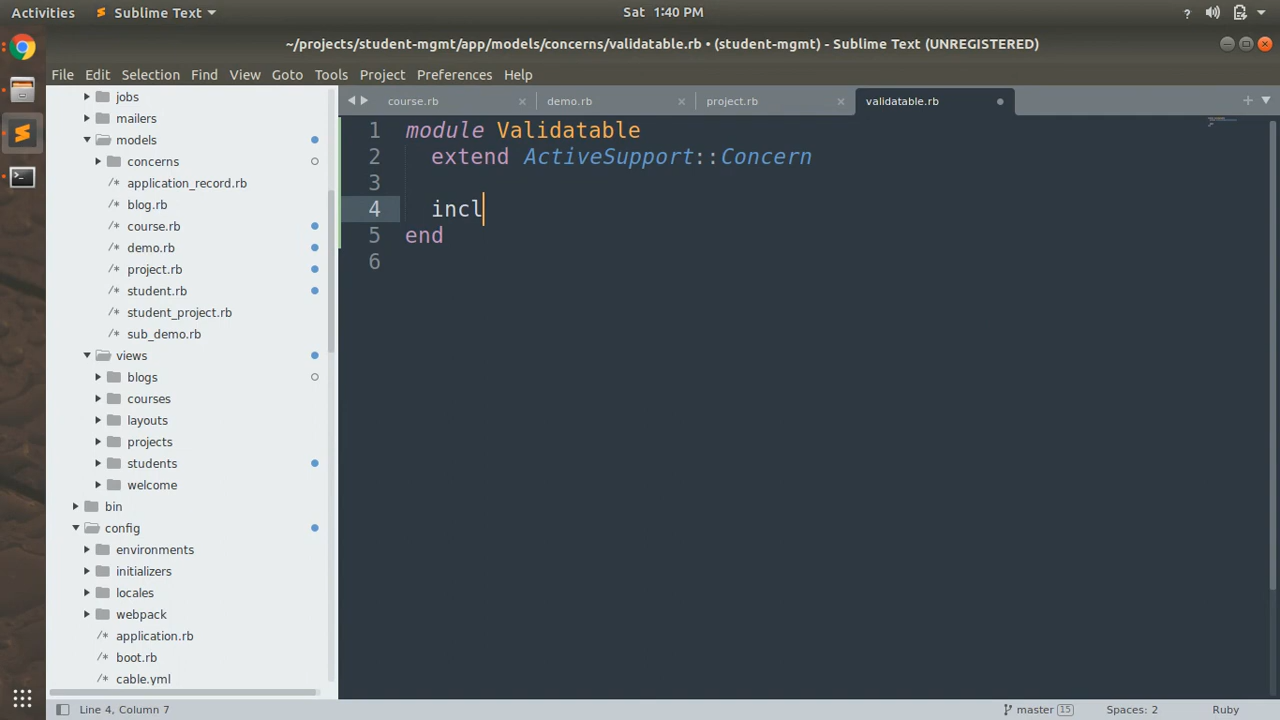 Activities Sublime Text Sat 1:40 PM ?
~/projects/student-mgmt/app/models/concerns/validatable.rb • (student-mgmt) - Sublime Text (UNREGISTERED)
File Edit Selection Find View Goto Tools Project Preferences Help
course.rb demo.rb project.rb validatable.rb
jobs
mailers
models
concerns
/* application_record.rb
/* blog.rb
/* course.rb
/* demo.rb
/* project.rb
/* student.rb
/* student_project.rb
/* sub_demo.rb
views
blogs
courses
layouts
projects
students
welcome
bin
config
environments
initializers
locales
webpack
/* application.rb
/* boot.rb
/* cable.yml
1 module Validatable
2 extend ActiveSupport::Concern
3
4 incl
5 end
6
Line 4, Column 7 master 15 Spaces: 2 Ruby